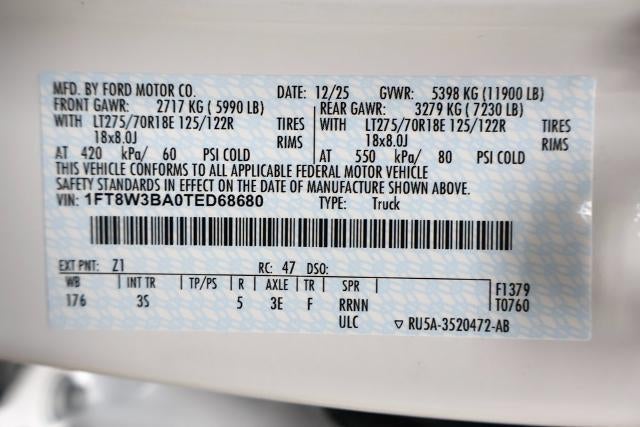 MFD. BY FORD MOTOR CO. DATE: 12/25 GVWR: 5398 KG (11900 LB)
FRONT GAWR: 2717 KG ( 5990 LB) REAR GAWR: 3279 KG ( 7230 LB)
WITH LT275/70R18E 125/122R TIRES WITH LT275/70R18E 125/122R TIRES
18x8.0J RIMS 18x8.0J RIMS
AT 420 kPa/ 60 PSI COLD AT 550 kPa/ 80 PSI COLD
THIS VEHICLE CONFORMS TO ALL APPLICABLE FEDERAL MOTOR VEHICLE
SAFETY STANDARDS IN EFFECT ON THE DATE OF MANUFACTURE SHOWN ABOVE.
VIN: 1FT8W3BA0TED68680 TYPE: Truck
EXT PNT: Z1 RC: 47 DSO:
WB INT TR TP/PS R AXLE TR SPR F1379
176 3S 5 3E F RRNN T0760
ULC ▽ RU5A-3520472-AB